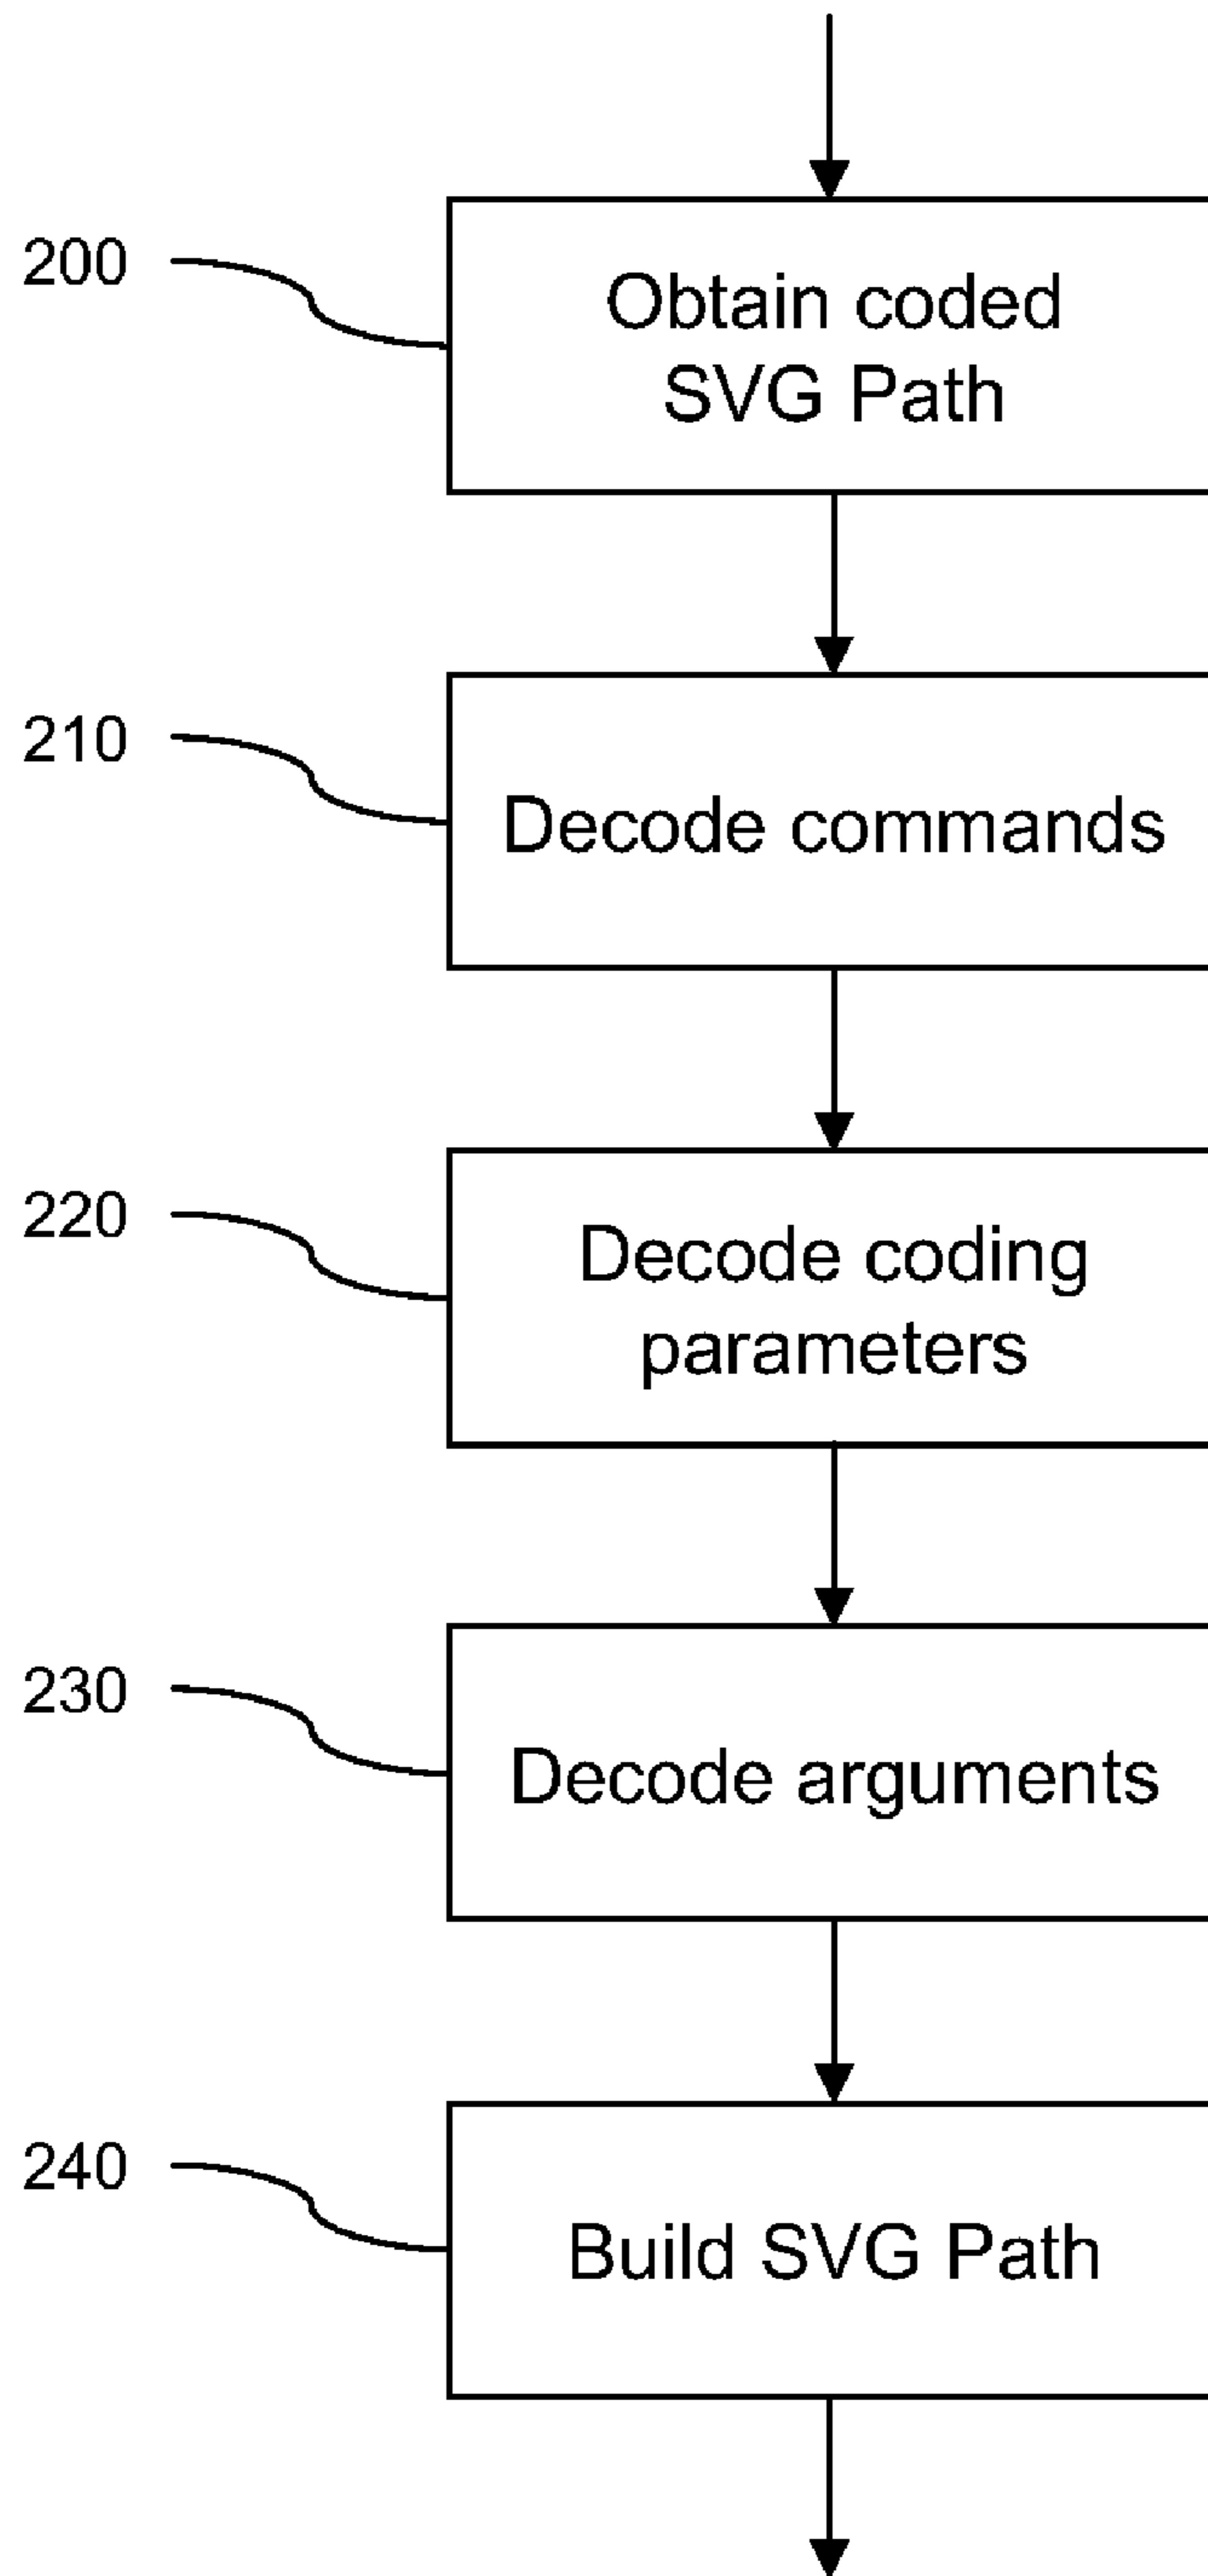 200
Obtain coded
SVG Path
210
Decode commands
220
Decode coding
parameters
230
Decode arguments
240
Build SVG Path